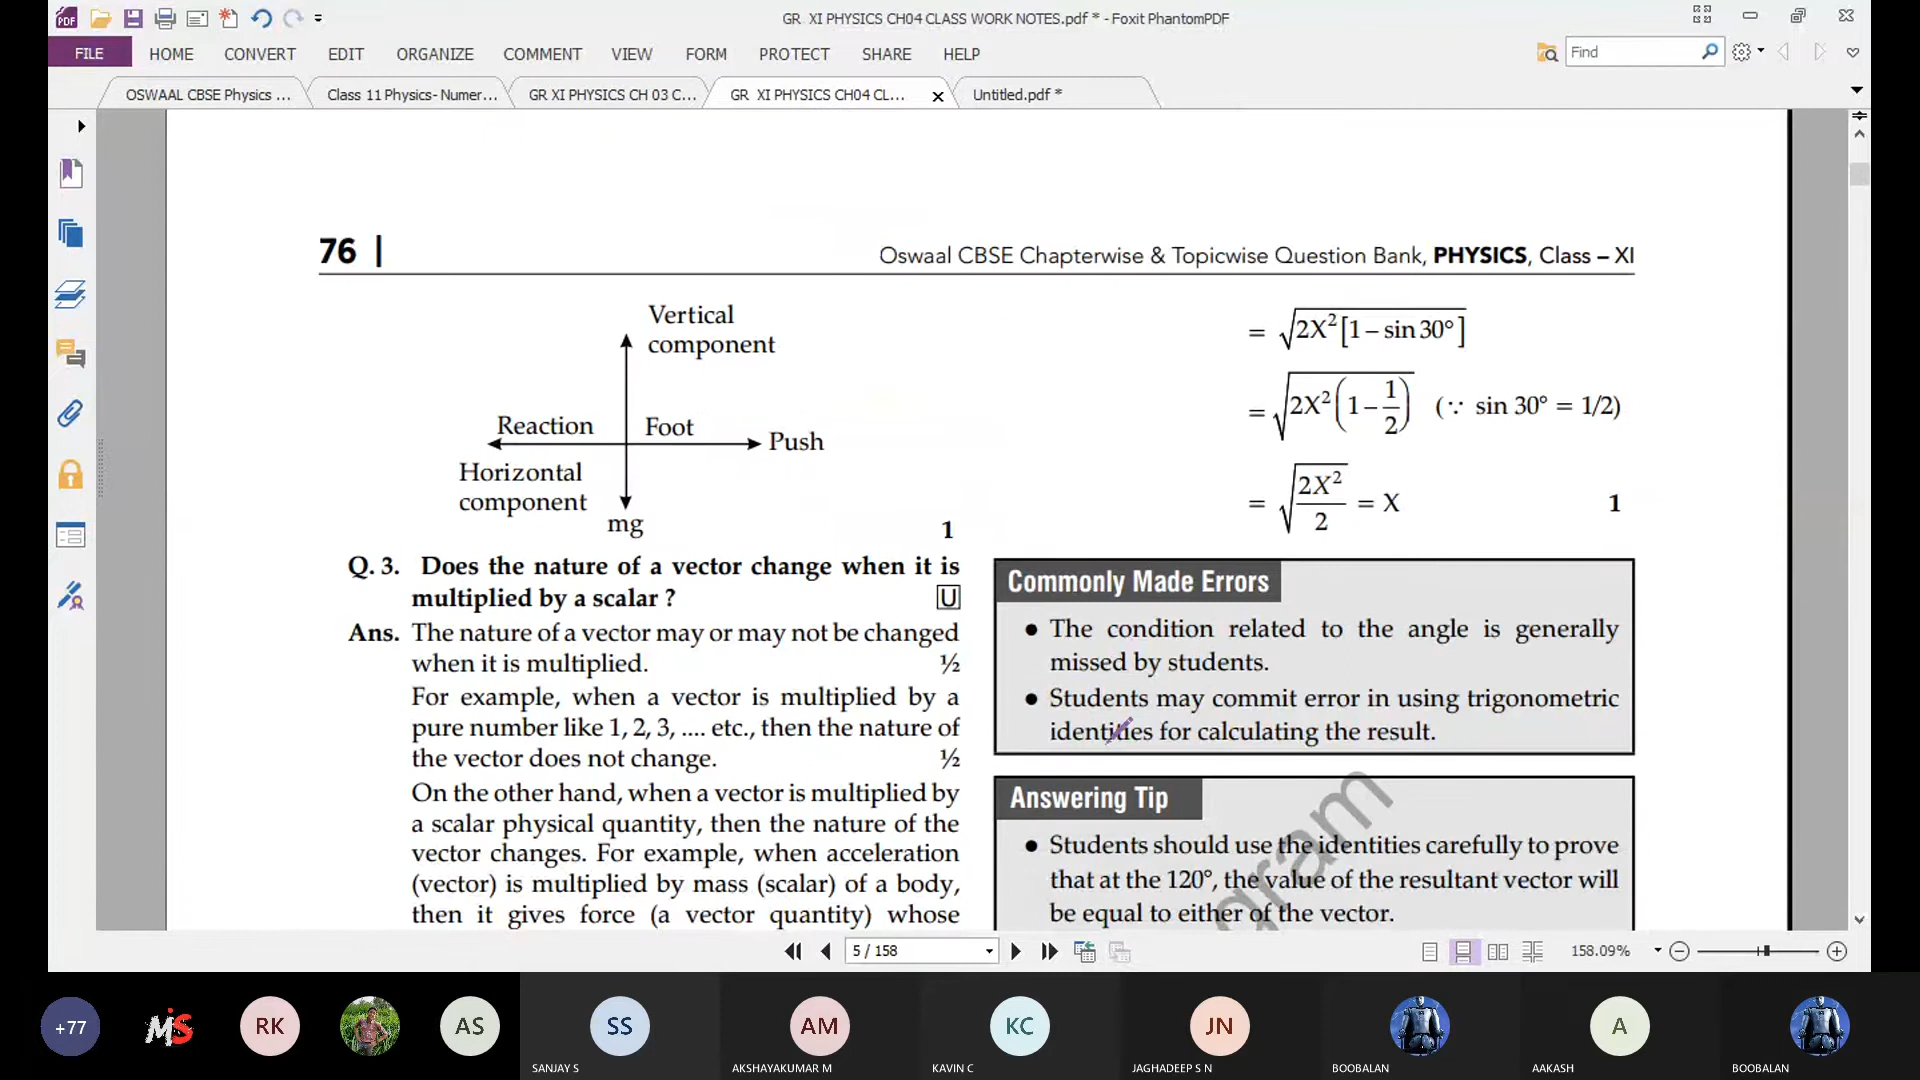 GR XI PHYSICS CH04 CLASS WORK NOTES.pdf * - Foxit PhantomPDF
FILE HOME CONVERT EDIT ORGANIZE COMMENT VIEW FORM PROTECT SHARE HELP
Find
OSWAAL CBSE Physics ...
Class 11 Physics- Numer...
GR XI PHYSICS CH 03 C...
GR XI PHYSICS CH04 CL...
Untitled.pdf *
76 |
Oswaal CBSE Chapterwise & Topicwise Question Bank, PHYSICS, Class – XI
Vertical
component
Reaction
Foot
Push
Horizontal
component
mg
1
Q. 3. Does the nature of a vector change when it is
multiplied by a scalar ? U
Ans. The nature of a vector may or may not be changed
when it is multiplied. ½
For example, when a vector is multiplied by a
pure number like 1, 2, 3, .... etc., then the nature of
the vector does not change. ½
On the other hand, when a vector is multiplied by
a scalar physical quantity, then the nature of the
vector changes. For example, when acceleration
(vector) is multiplied by mass (scalar) of a body,
then it gives force (a vector quantity) whose
= √2X²[1 – sin 30°]
= √2X²(1 – 1/2) (∵ sin 30° = 1/2)
= √2X²/2 = X 1
Commonly Made Errors
● The condition related to the angle is generally
missed by students.
● Students may commit error in using trigonometric
identities for calculating the result.
Answering Tip
● Students should use the identities carefully to prove
that at the 120°, the value of the resultant vector will
be equal to either of the vector.
gram
5 / 158
158.09%
+77
MS
RK
AS
SS
AM
KC
JN
A
SANJAY S
AKSHAYAKUMAR M
KAVIN C
JAGHADEEP S N
BOOBALAN
AAKASH
BOOBALAN